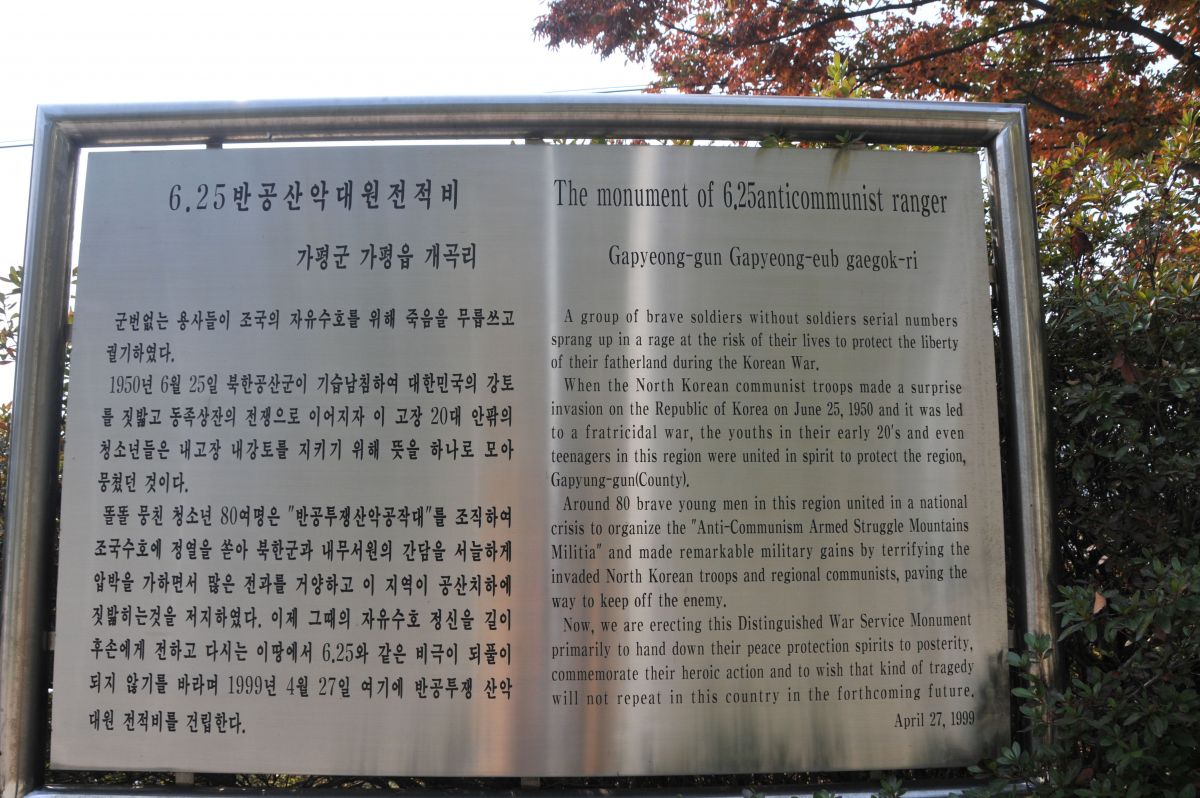 6.25반공산악대원전적비
가평군 가평읍 개곡리
군번없는 용사들이 조국의 자유수호를 위해 죽음을 무릅쓰고
궐기하였다.
1950년 6월 25일 북한공산군이 기습남침하여 대한민국의 강토
를 짓밟고 동족상잔의 전쟁으로 이어지자 이 고장 20대 안팎의
청소년들은 내고장 내강토를 지키기 위해 뜻을 하나로 모아
뭉쳤던 것이다.
똘똘 뭉친 청소년 80여명은 "반공투쟁산악공작대"를 조직하여
조국수호에 정열을 쏟아 북한군과 내무서원의 간담을 서늘하게
압박을 가하면서 많은 전과를 거양하고 이 지역이 공산치하에
짓밟히는것을 저지하였다. 이제 그때의 자유수호 정신을 길이
후손에게 전하고 다시는 이땅에서 6.25와 같은 비극이 되풀이
되지 않기를 바라며 1999년 4월 27일 여기에 반공투쟁 산악
대원 전적비를 건립한다.
The monument of 6.25anticommunist ranger
Gapyeong-gun Gapyeong-eub gaegok-ri
A group of brave soldiers without soldiers serial numbers
sprang up in a rage at the risk of their lives to protect the liberty
of their fatherland during the Korean War.
When the North Korean communist troops made a surprise
invasion on the Republic of Korea on June 25, 1950 and it was led
to a fratricidal war, the youths in their early 20's and even
teenagers in this region were united in spirit to protect the region,
Gapyung-gun(County).
Around 80 brave young men in this region united in a national
crisis to organize the "Anti-Communism Armed Struggle Mountains
Militia" and made remarkable military gains by terrifying the
invaded North Korean troops and regional communists, paving the
way to keep off the enemy.
Now, we are erecting this Distinguished War Service Monument
primarily to hand down their peace protection spirits to posterity,
commemorate their heroic action and to wish that kind of tragedy
will not repeat in this country in the forthcoming future.
April 27, 1999